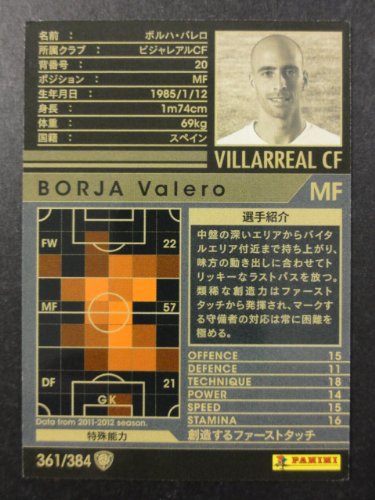 名前 : ボルハ・バレロ
所属クラブ : ビジャレアルCF
背番号 : 20
ポジション : MF
生年月日 : 1985/1/12
身長 : 1m74cm
体重 : 69kg
国籍 : スペイン
VILLARREAL CF
BORJA Valero MF
FW 22
MF 57
DF 21
GK
Data from 2011-2012 season.
選手紹介
中盤の深いエリアからバイタ
ルエリア付近まで持ち上がり、
味方の動き出しに合わせてト
リッキーなラストパスを放つ。
類稀な創造力はファースト
タッチから発揮され、マークす
る守備者の対応は常に困難
を極める。
OFFENCE 15
DEFENCE 11
TECHNIQUE 18
POWER 14
SPEED 15
STAMINA 16
特殊能力 創造するファーストタッチ
361/384
PANINI